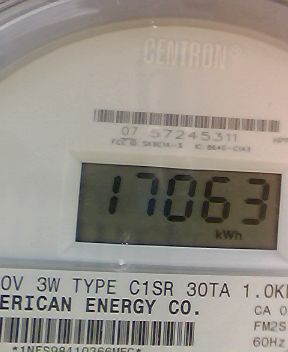 CENTRON®
07 57245311
17063
kWh
0V 3W TYPE C1SR 30TA 1.0K
ERICAN ENERGY CO.
CA 0
FM2S
60Hz